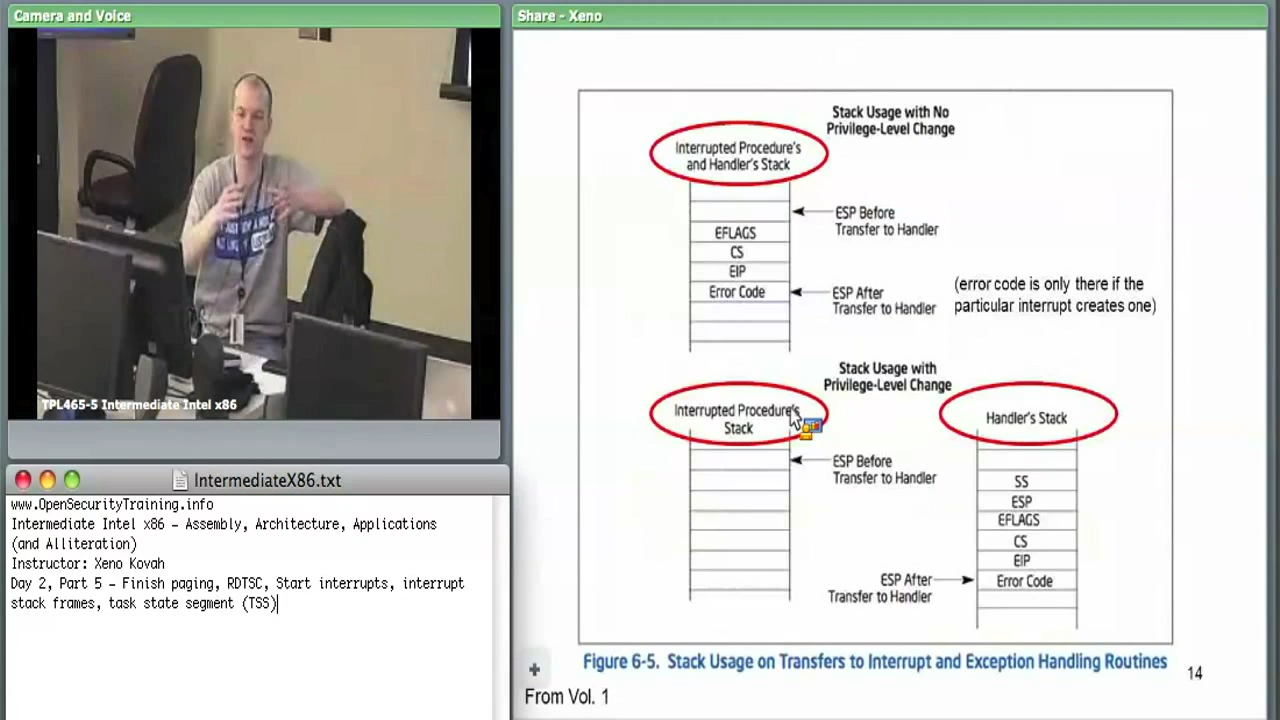 Camera and Voice
TPL465-5 Intermediate Intel x86
IntermediateX86.txt
www.OpenSecurityTraining.info
Intermediate Intel x86 – Assembly, Architecture, Applications
(and Alliteration)
Instructor: Xeno Kovah
Day 2, Part 5 – Finish paging, RDTSC, Start interrupts, interrupt
stack frames, task state segment (TSS)
Share - Xeno
Stack Usage with No
Privilege-Level Change
Interrupted Procedure's
and Handler's Stack
ESP Before
Transfer to Handler
EFLAGS
CS
EIP
Error Code
ESP After
Transfer to Handler
(error code is only there if the
particular interrupt creates one)
Stack Usage with
Privilege-Level Change
Interrupted Procedure's
Stack
Handler's Stack
ESP Before
Transfer to Handler
SS
ESP
EFLAGS
CS
EIP
Error Code
ESP After
Transfer to Handler
Figure 6-5. Stack Usage on Transfers to Interrupt and Exception Handling Routines
14
From Vol. 1